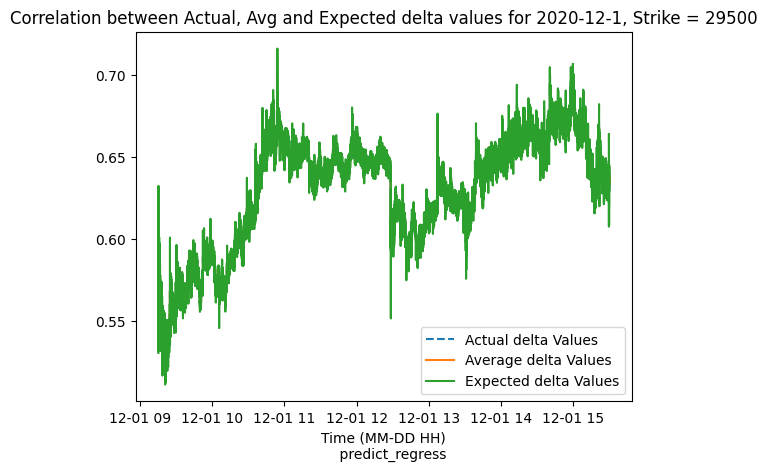 Correlation between Actual, Avg and Expected delta values for 2020-12-1, Strike = 29500
0.70
0.65
0.60
0.55
Actual delta Values
Average delta Values
Expected delta Values
12-01 09 12-01 10 12-01 11 12-01 12 12-01 13 12-01 14 12-01 15
Time (MM-DD HH)
predict_regress